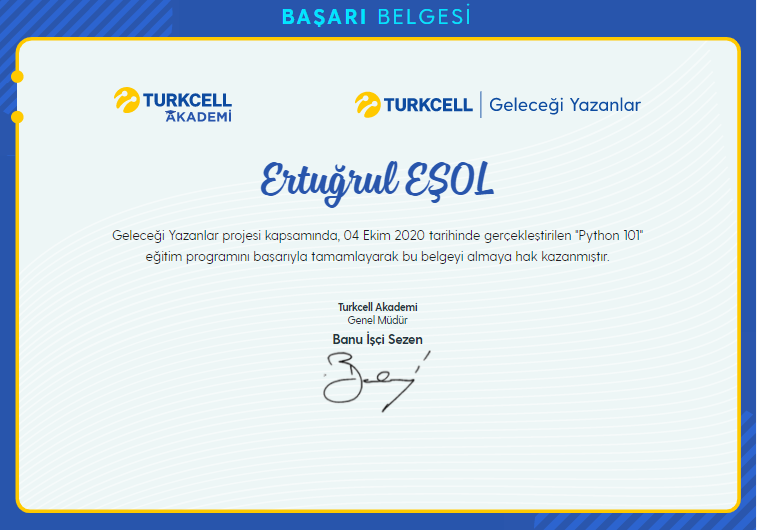 BAŞARI BELGESİ
TURKCELL
AKADEMİ
TURKCELL | Geleceği Yazanlar
Ertuğrul EŞOL
Geleceği Yazanlar projesi kapsamında, 04 Ekim 2020 tarihinde gerçekleştirilen "Python 101"
eğitim programını başarıyla tamamlayarak bu belgeyi almaya hak kazanmıştır.
Turkcell Akademi
Genel Müdür
Banu İşçi Sezen